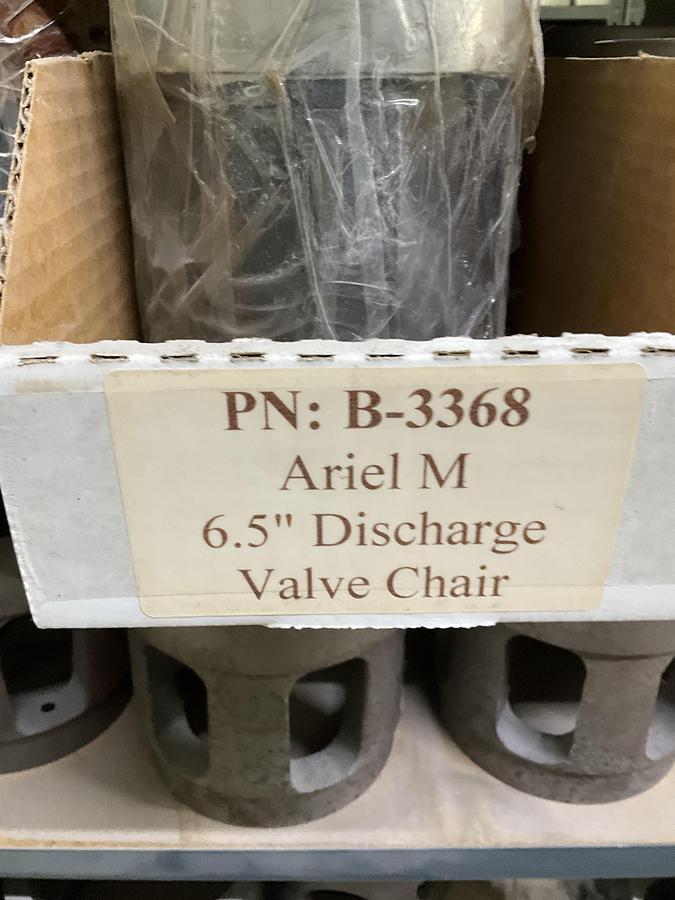 PN: B-3368
Ariel M
6.5" Discharge
Valve Chair